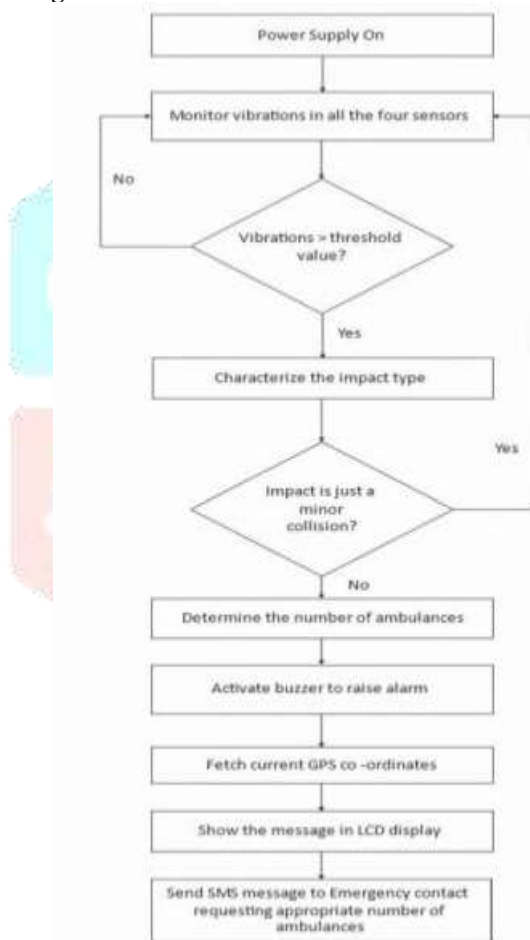 Power Supply On
Monitor vibrations in all the four sensors
No
Vibrations > threshold
value?
Yes
Characterize the impact type
Yes
Impact is just a
minor
collision?
No
Determine the number of ambulances
Activate buzzer to raise alarm
Fetch current GPS co -ordinates
Show the message in LCD display
Send SMS message to Emergency contact
requesting appropriate number of
ambulances